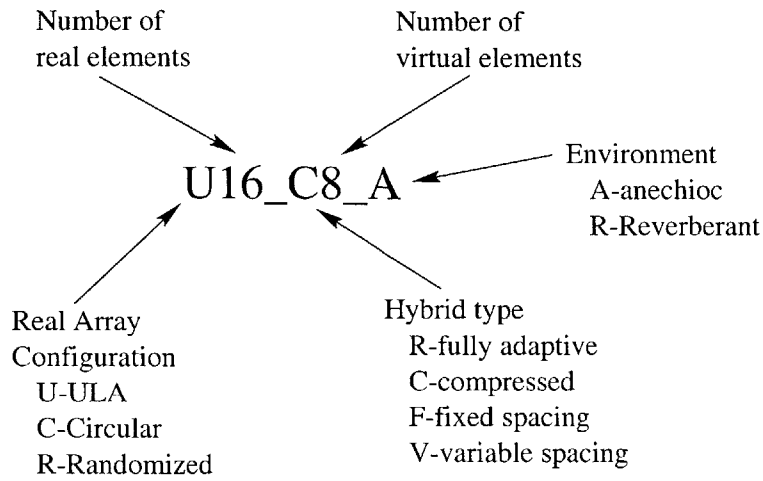 Number of
real elements
Number of
virtual elements
U16_C8_A
Environment
A-anechioc
R-Reverberant
Real Array
Configuration
U-ULA
C-Circular
R-Randomized
Hybrid type
R-fully adaptive
C-compressed
F-fixed spacing
V-variable spacing